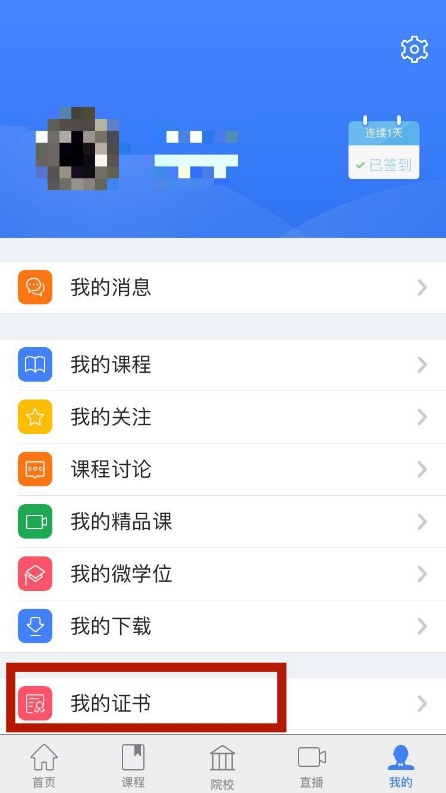 连续1天
已签到
我的消息
我的课程
我的关注
课程讨论
我的精品课
我的微学位
我的下载
我的证书
首页
课程
院校
直播
我的